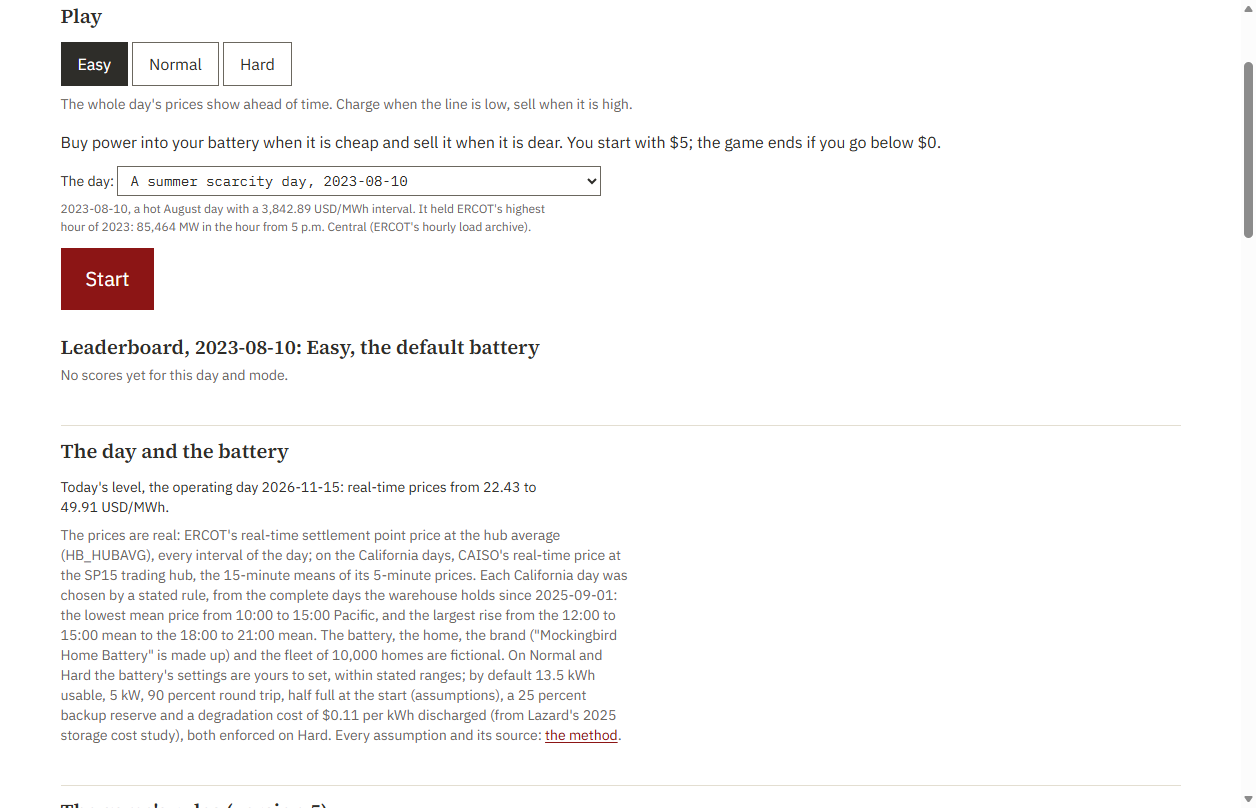 Play
Easy Normal Hard
The whole day's prices show ahead of time. Charge when the line is low, sell when it is high.
Buy power into your battery when it is cheap and sell it when it is dear. You start with $5; the game ends if you go below $0.
The day: A summer scarcity day, 2023-08-10
2023-08-10, a hot August day with a 3,842.89 USD/MWh interval. It held ERCOT's highest
hour of 2023: 85,464 MW in the hour from 5 p.m. Central (ERCOT's hourly load archive).
Start
Leaderboard, 2023-08-10: Easy, the default battery
No scores yet for this day and mode.
The day and the battery
Today's level, the operating day 2026-11-15: real-time prices from 22.43 to
49.91 USD/MWh.
The prices are real: ERCOT's real-time settlement point price at the hub average
(HB_HUBAVG), every interval of the day; on the California days, CAISO's real-time price at
the SP15 trading hub, the 15-minute means of its 5-minute prices. Each California day was
chosen by a stated rule, from the complete days the warehouse holds since 2025-09-01:
the lowest mean price from 10:00 to 15:00 Pacific, and the largest rise from the 12:00 to
15:00 mean to the 18:00 to 21:00 mean. The battery, the home, the brand ("Mockingbird
Home Battery" is made up) and the fleet of 10,000 homes are fictional. On Normal and
Hard the battery's settings are yours to set, within stated ranges; by default 13.5 kWh
usable, 5 kW, 90 percent round trip, half full at the start (assumptions), a 25 percent
backup reserve and a degradation cost of $0.11 per kWh discharged (from Lazard's 2025
storage cost study), both enforced on Hard. Every assumption and its source: the method.